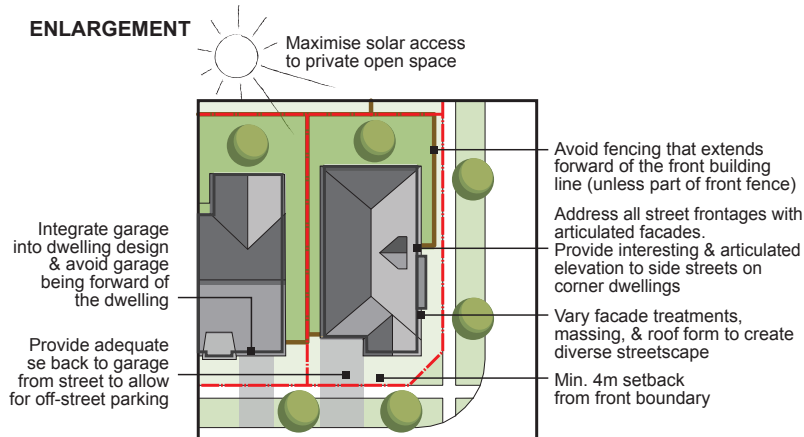 ENLARGEMENT
Maximise solar access
to private open space
Avoid fencing that extends
forward of the front building
line (unless part of front fence)
Address all street frontages with
articulated facades.
Provide interesting & articulated
elevation to side streets on
corner dwellings
Integrate garage
into dwelling design
& avoid garage
being forward of
the dwelling
Vary facade treatments,
massing, & roof form to create
diverse streetscape
Provide adequate
se back to garage
from street to allow
for off-street parking
Min. 4m setback
from front boundary